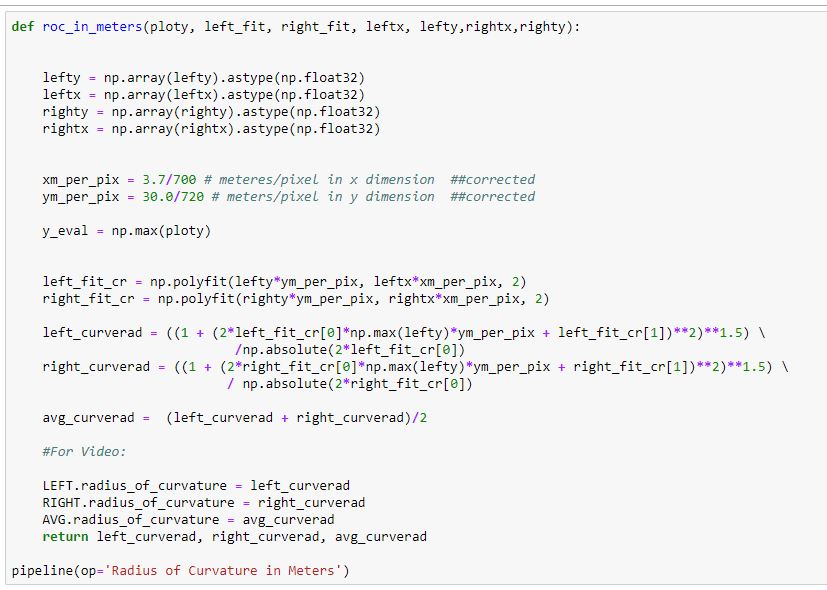 def roc_in_meters(ploty, left_fit, right_fit, leftx, lefty,rightx,righty):
    lefty = np.array(lefty).astype(np.float32)
    leftx = np.array(leftx).astype(np.float32)
    righty = np.array(righty).astype(np.float32)
    rightx = np.array(rightx).astype(np.float32)
    xm_per_pix = 3.7/700 # meteres/pixel in x dimension  ##corrected
    ym_per_pix = 30.0/720 # meters/pixel in y dimension  ##corrected
    y_eval = np.max(ploty)
    left_fit_cr = np.polyfit(lefty*ym_per_pix, leftx*xm_per_pix, 2)
    right_fit_cr = np.polyfit(righty*ym_per_pix, rightx*xm_per_pix, 2)
    left_curverad = ((1 + (2*left_fit_cr[0]*np.max(lefty)*ym_per_pix + left_fit_cr[1])**2)**1.5) \
                             /np.absolute(2*left_fit_cr[0])
    right_curverad = ((1 + (2*right_fit_cr[0]*np.max(lefty)*ym_per_pix + right_fit_cr[1])**2)**1.5) \
                            / np.absolute(2*right_fit_cr[0])
    avg_curverad =  (left_curverad + right_curverad)/2
    #For Video:
    LEFT.radius_of_curvature = left_curverad
    RIGHT.radius_of_curvature = right_curverad
    AVG.radius_of_curvature = avg_curverad
    return left_curverad, right_curverad, avg_curverad
pipeline(op='Radius of Curvature in Meters')